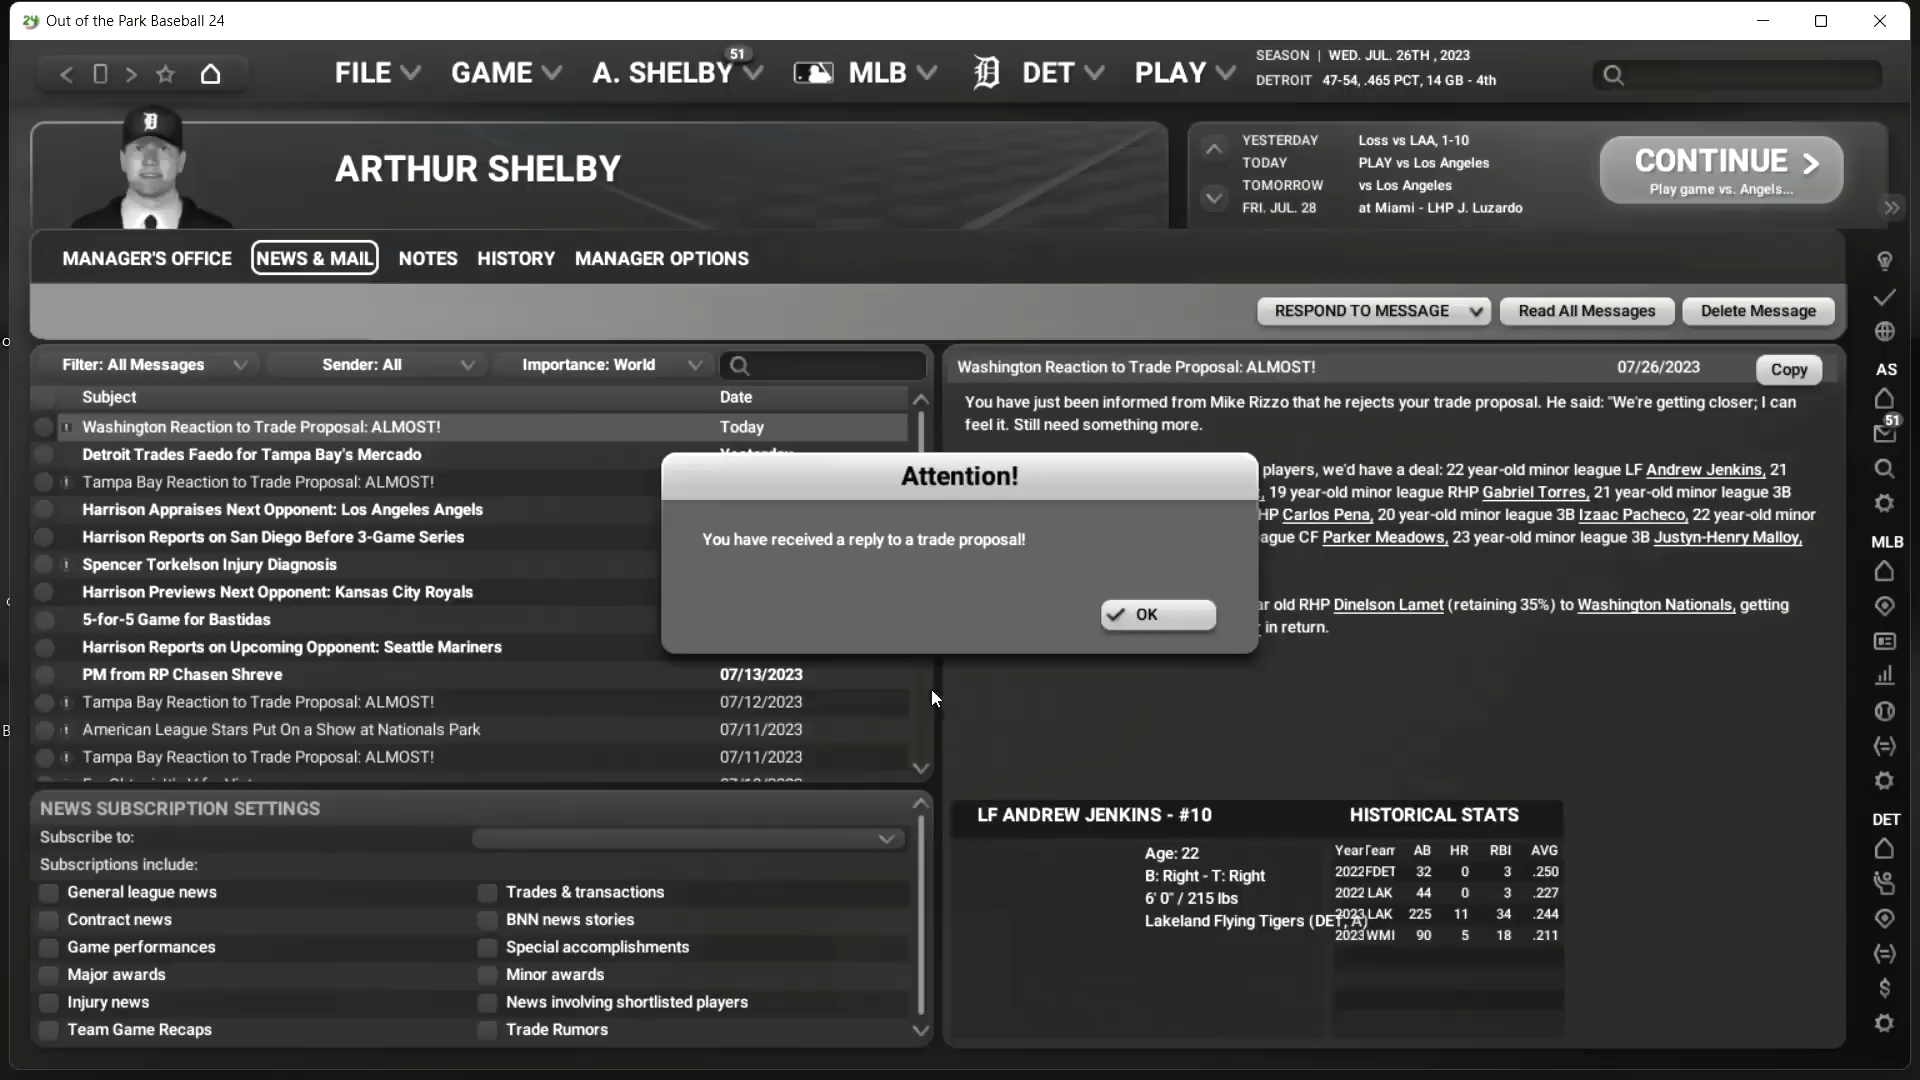 Out of the Park Baseball 24
FILE GAME A. SHELBY 51 MLB DET PLAY
SEASON | WED. JUL. 26TH , 2023
DETROIT 47-54, .465 PCT, 14 GB - 4th
ARTHUR SHELBY
YESTERDAY Loss vs LAA, 1-10
TODAY PLAY vs Los Angeles
TOMORROW vs Los Angeles
FRI. JUL. 28 at Miami - LHP J. Luzardo
CONTINUE
Play game vs. Angels...
MANAGER'S OFFICE NEWS & MAIL NOTES HISTORY MANAGER OPTIONS
RESPOND TO MESSAGE Read All Messages Delete Message
Filter: All Messages Sender: All Importance: World
Subject Date
Washington Reaction to Trade Proposal: ALMOST! Today
Detroit Trades Faedo for Tampa Bay's Mercado
Tampa Bay Reaction to Trade Proposal: ALMOST!
Harrison Appraises Next Opponent: Los Angeles Angels
Harrison Reports on San Diego Before 3-Game Series
Spencer Torkelson Injury Diagnosis
Harrison Previews Next Opponent: Kansas City Royals
5-for-5 Game for Bastidas
Harrison Reports on Upcoming Opponent: Seattle Mariners
PM from RP Chasen Shreve 07/13/2023
Tampa Bay Reaction to Trade Proposal: ALMOST! 07/12/2023
American League Stars Put On a Show at Nationals Park 07/11/2023
Tampa Bay Reaction to Trade Proposal: ALMOST! 07/11/2023
Washington Reaction to Trade Proposal: ALMOST! 07/26/2023 Copy
You have just been informed from Mike Rizzo that he rejects your trade proposal. He said: "We're getting closer; I can
feel it. Still need something more.
players, we'd have a deal: 22 year-old minor league LF Andrew Jenkins, 21
, 19 year-old minor league RHP Gabriel Torres, 21 year-old minor league 3B
HP Carlos Pena, 20 year-old minor league 3B Izaac Pacheco, 22 year-old minor
ague CF Parker Meadows, 23 year-old minor league 3B Justyn-Henry Malloy,
ar old RHP Dinelson Lamet (retaining 35%) to Washington Nationals, getting
in return.
Attention!
You have received a reply to a trade proposal!
OK
NEWS SUBSCRIPTION SETTINGS
Subscribe to:
Subscriptions include:
General league news Trades & transactions
Contract news BNN news stories
Game performances Special accomplishments
Major awards Minor awards
Injury news News involving shortlisted players
Team Game Recaps Trade Rumors
LF ANDREW JENKINS - #10
Age: 22
B: Right - T: Right
6' 0" / 215 lbs
Lakeland Flying Tigers (DET, A)
HISTORICAL STATS
Year Team AB HR RBI AVG
2022 FDET 32 0 3 .250
2022 LAK 44 0 3 .227
2023 LAK 225 11 34 .244
2023 WMI 90 5 18 .211
AS
51
MLB
DET